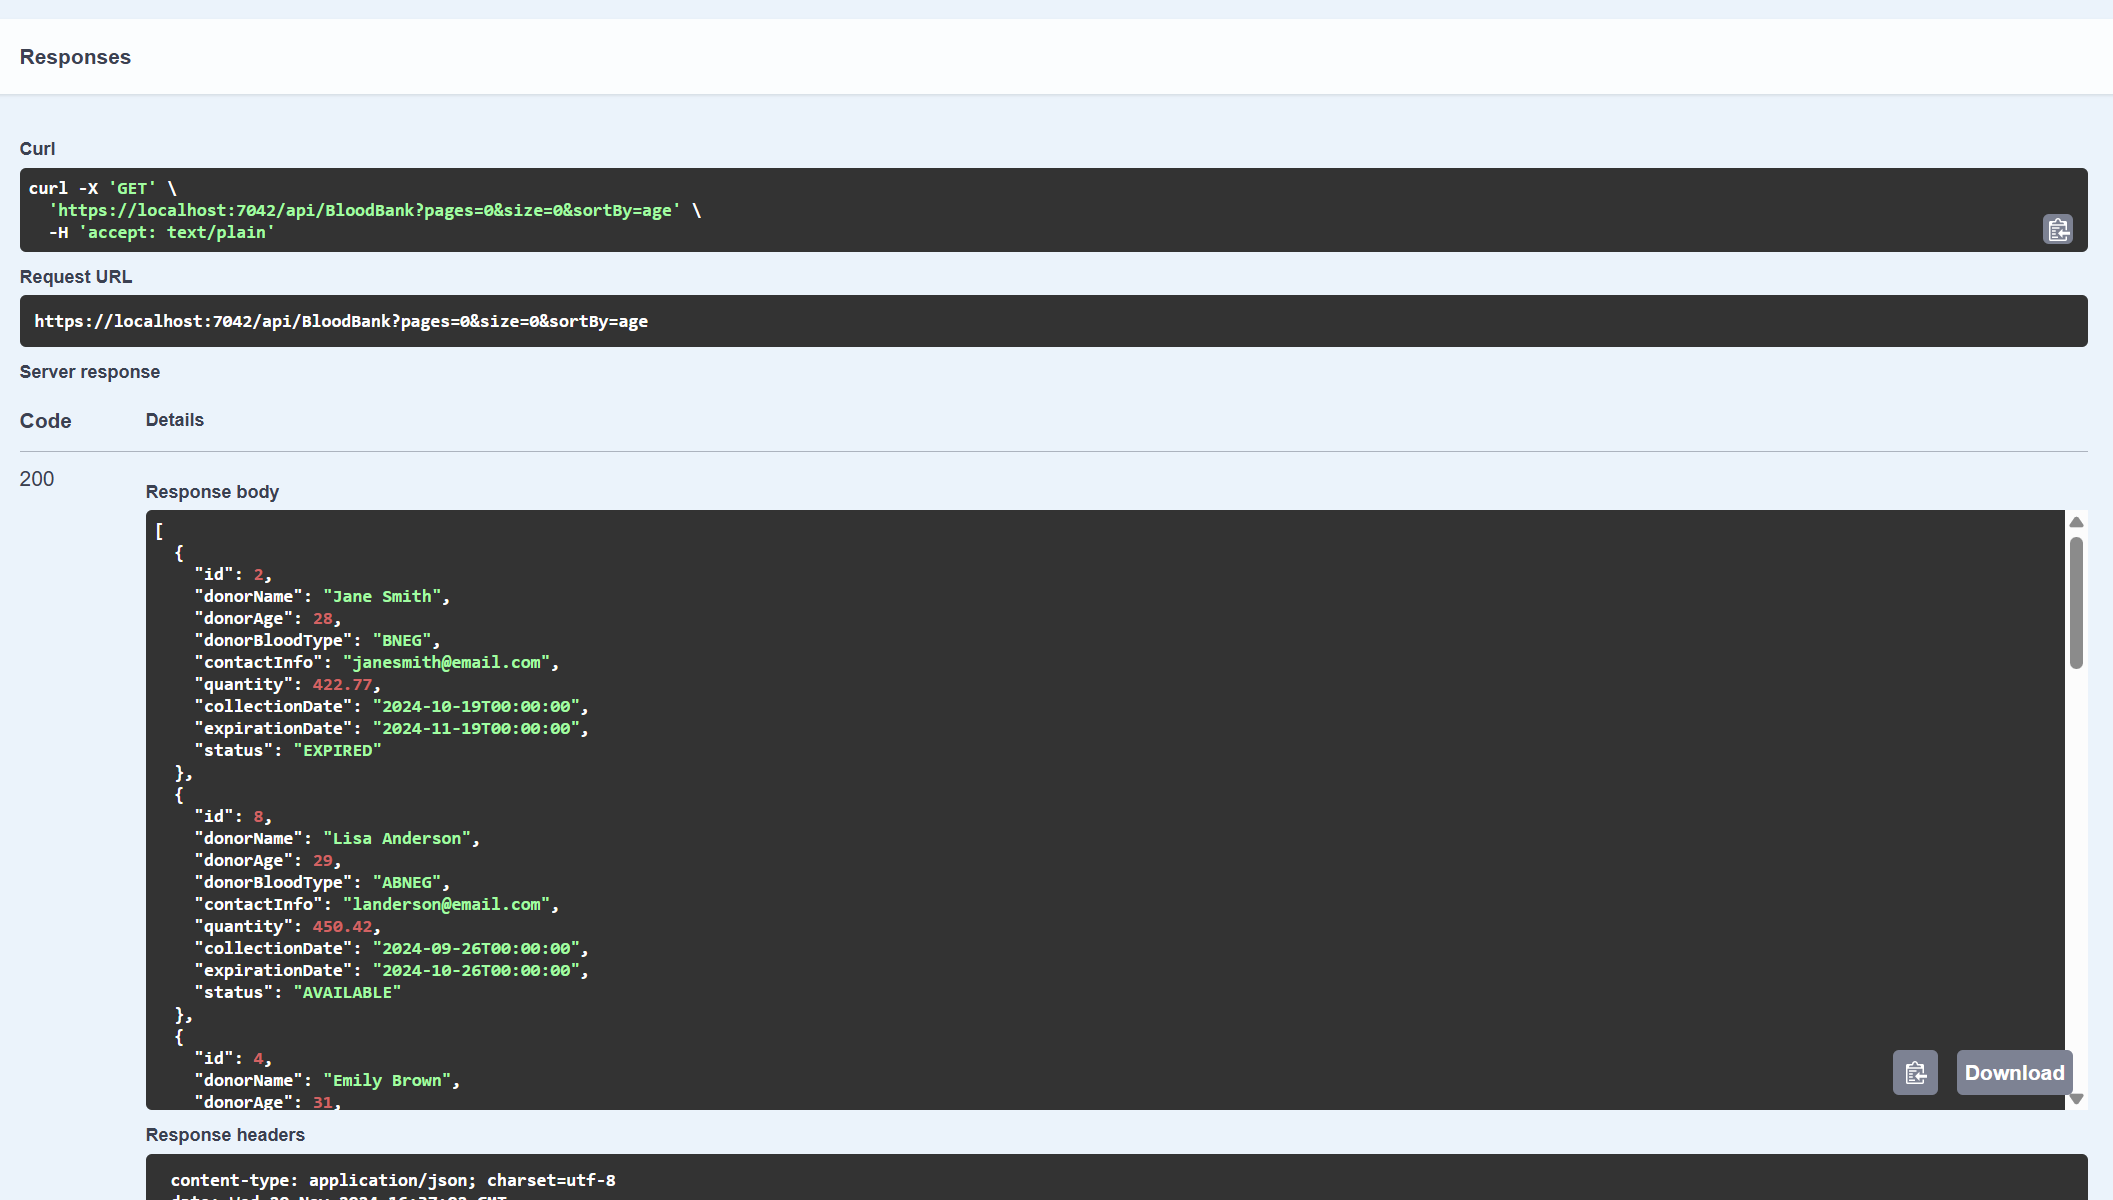 Responses
Curl
curl -X 'GET' \
'https://localhost:7042/api/BloodBank?pages=0&size=0&sortBy=age' \
-H 'accept: text/plain'
Request URL
https://localhost:7042/api/BloodBank?pages=0&size=0&sortBy=age
Server response
Code Details
200
Response body
[
{
"id": 2,
"donorName": "Jane Smith",
"donorAge": 28,
"donorBloodType": "BNEG",
"contactInfo": "janesmith@email.com",
"quantity": 422.77,
"collectionDate": "2024-10-19T00:00:00",
"expirationDate": "2024-11-19T00:00:00",
"status": "EXPIRED"
},
{
"id": 8,
"donorName": "Lisa Anderson",
"donorAge": 29,
"donorBloodType": "ABNEG",
"contactInfo": "landerson@email.com",
"quantity": 450.42,
"collectionDate": "2024-09-26T00:00:00",
"expirationDate": "2024-10-26T00:00:00",
"status": "AVAILABLE"
},
{
"id": 4,
"donorName": "Emily Brown",
"donorAge": 31,
Download
Response headers
content-type: application/json; charset=utf-8